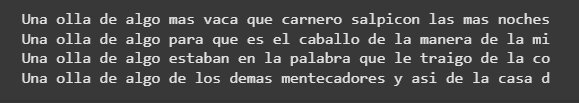 Una olla de algo mas vaca que carnero salpicon las mas noches
Una olla de algo para que es el caballo de la manera de la mi
Una olla de algo estaban en la palabra que le traigo de la co
Una olla de algo de los demas mentecadores y asi de la casa d